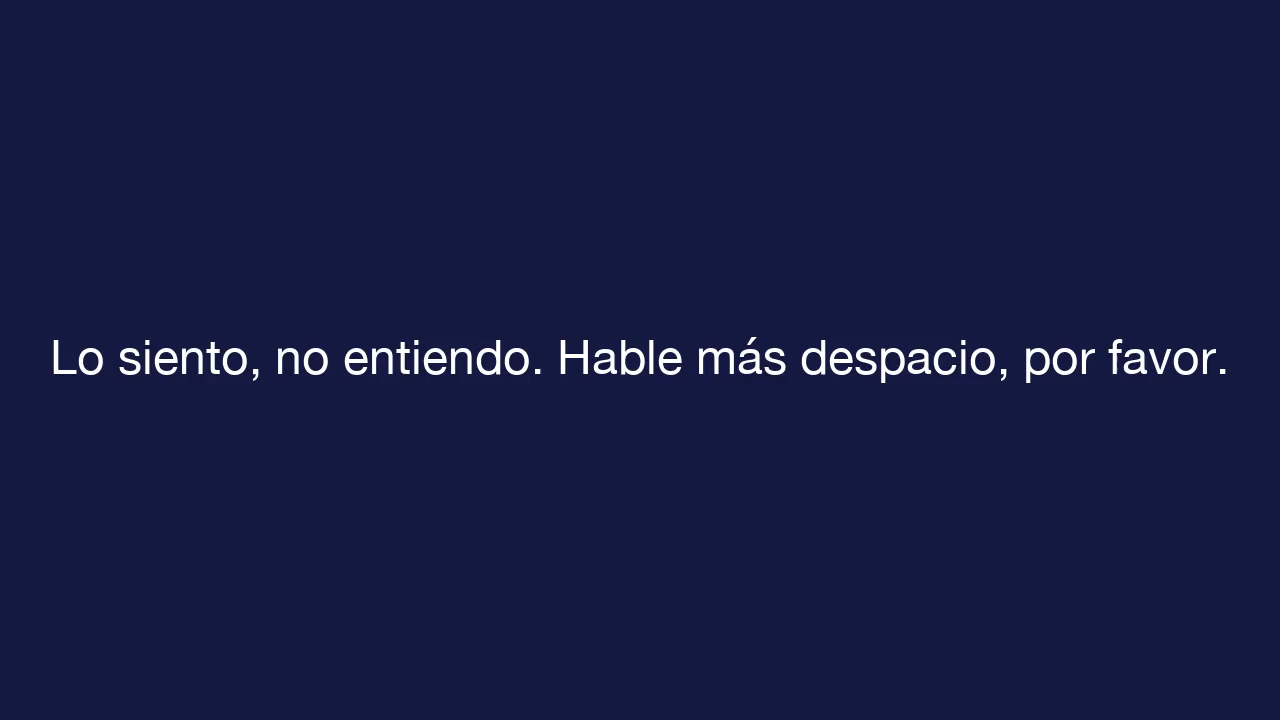 Lo siento, no entiendo. Hable más despacio, por favor.